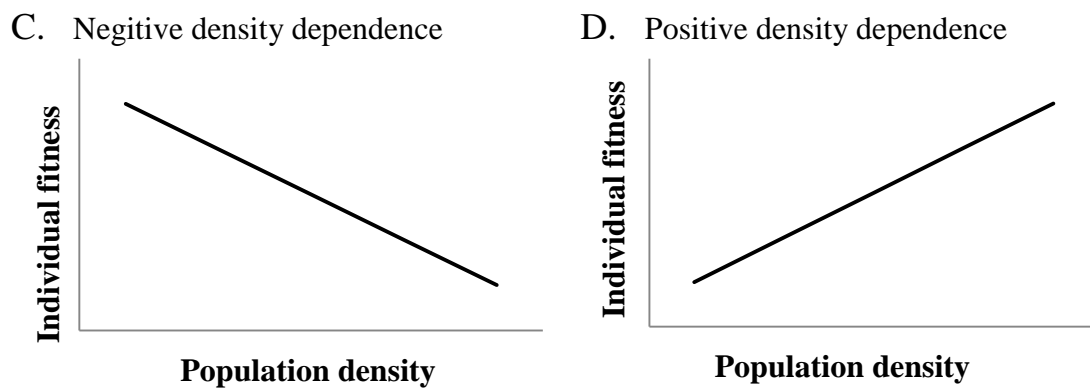 C. Negitive density dependence
Individual fitness
Population density
D. Positive density dependence
Individual fitness
Population density